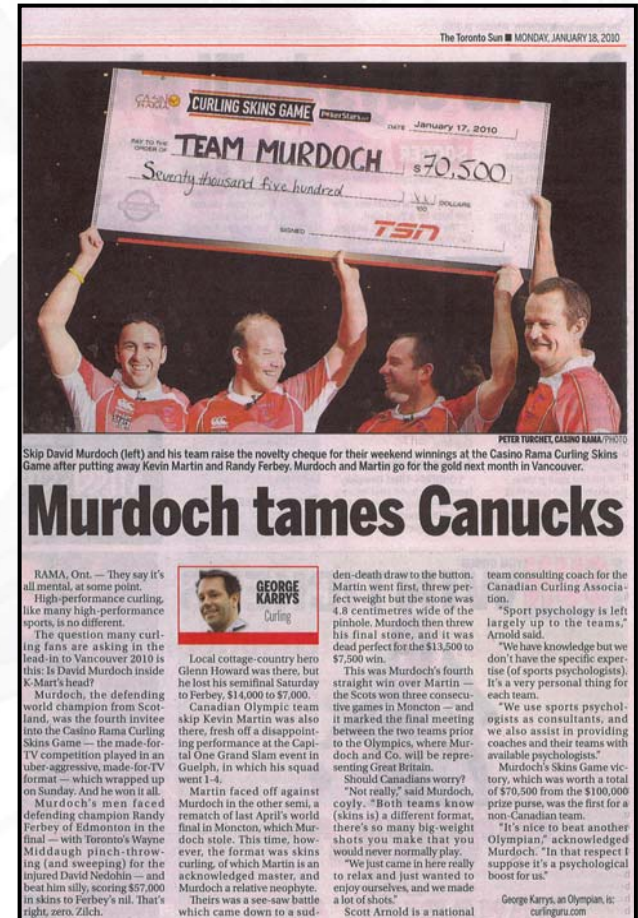 The Toronto Sun ■ MONDAY, JANUARY 18, 2010
CASINO RAMA
CURLING SKINS GAME
PokerStars
DATE January 17, 2010
PAY TO THE
ORDER OF
TEAM MURDOCH
$70,500
Seventy thousand five hundred
100 DOLLARS
SIGNED
TSN
PETER TURCHET, CASINO RAMA/PHOTO
Skip David Murdoch (left) and his team raise the novelty cheque for their weekend winnings at the Casino Rama Curling Skins
Game after putting away Kevin Martin and Randy Ferbey. Murdoch and Martin go for the gold next month in Vancouver.
Murdoch tames Canucks
RAMA, Ont. — They say it's
all mental, at some point.
High-performance curling,
like many high-performance
sports, is no different.
The question many curl-
ing fans are asking in the
lead-in to Vancouver 2010 is
this: Is David Murdoch inside
K-Mart's head?
Murdoch, the defending
world champion from Scot-
land, was the fourth invitee
into the Casino Rama Curling
Skins Game — the made-for-
TV competition played in an
uber-aggressive, made-for-TV
format — which wrapped up
on Sunday. And he won it all.
Murdoch's men faced
defending champion Randy
Ferbey of Edmonton in the
final — with Toronto's Wayne
Middaugh pinch-throw-
ing (and sweeping) for the
injured David Nedohin — and
beat him silly, scoring $57,000
in skins to Ferbey's nil. That's
right, zero. Zilch.
GEORGE
KARRYS
Curling
Local cottage-country hero
Glenn Howard was there, but
he lost his semifinal Saturday
to Ferbey, $14,000 to $7,000.
Canadian Olympic team
skip Kevin Martin was also
there, fresh off a disappoint-
ing performance at the Capi-
tal One Grand Slam event in
Guelph, in which his squad
went 1-4.
Martin faced off against
Murdoch in the other semi, a
rematch of last April's world
final in Moncton, which Mur-
doch stole. This time, how-
ever, the format was skins
curling, of which Martin is an
acknowledged master, and
Murdoch a relative neophyte.
Theirs was a see-saw battle
which came down to a sud-
den-death draw to the button.
Martin went first, threw per-
fect weight but the stone was
4.8 centimetres wide of the
pinhole. Murdoch then threw
his final stone, and it was
dead perfect for the $13,500 to
$7,500 win.
This was Murdoch's fourth
straight win over Martin —
the Scots won three consecu-
tive games in Moncton — and
it marked the final meeting
between the two teams prior
to the Olympics, where Mur-
doch and Co. will be repre-
senting Great Britain.
Should Canadians worry?
"Not really," said Murdoch,
coyly. "Both teams know
(skins is) a different format,
there's so many big-weight
shots you make that you
would never normally play.
"We just came in here really
to relax and just wanted to
enjoy ourselves, and we made
a lot of shots."
Scott Arnold is a national
team consulting coach for the
Canadian Curling Associa-
tion.
"Sport psychology is left
largely up to the teams,"
Arnold said.
"We have knowledge but we
don't have the specific exper-
tise (of sports psychologists).
It's a very personal thing for
each team.
"We use sports psychol-
ogists as consultants, and
we also assist in providing
coaches and their teams with
available psychologists."
Murdoch's Skins Game vic-
tory, which was worth a total
of $70,500 from the $100,000
prize purse, was the first for a
non-Canadian team.
"It's nice to beat another
Olympian," acknowledged
Murdoch. "In that respect I
suppose it's a psychological
boost for us."
George Karrys, an Olympian, is:
curlingguru.com